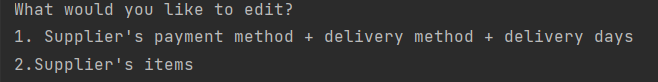 What would you like to edit?
1. Supplier's payment method + delivery method + delivery days
2.Supplier's items